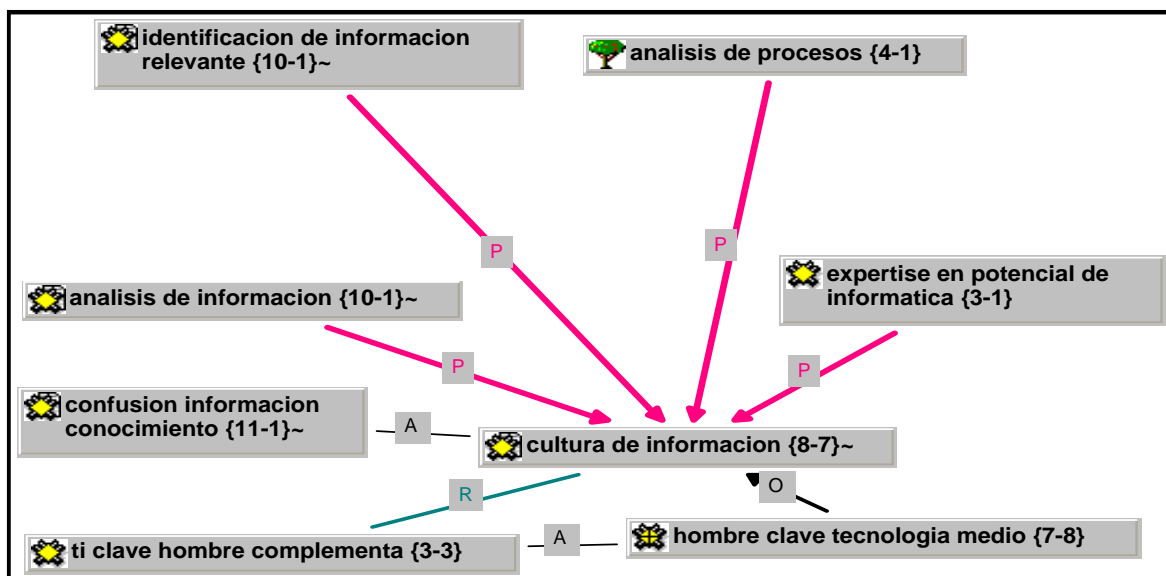 identificacion de informacion
relevante {10-1}~
analisis de procesos {4-1}
P
P
expertise en potencial de
informatica {3-1}
analisis de informacion {10-1}~
P
P
confusion informacion
conocimiento {11-1}~
A
cultura de informacion {8-7}~
R
O
ti clave hombre complementa {3-3}
A
hombre clave tecnologia medio {7-8}